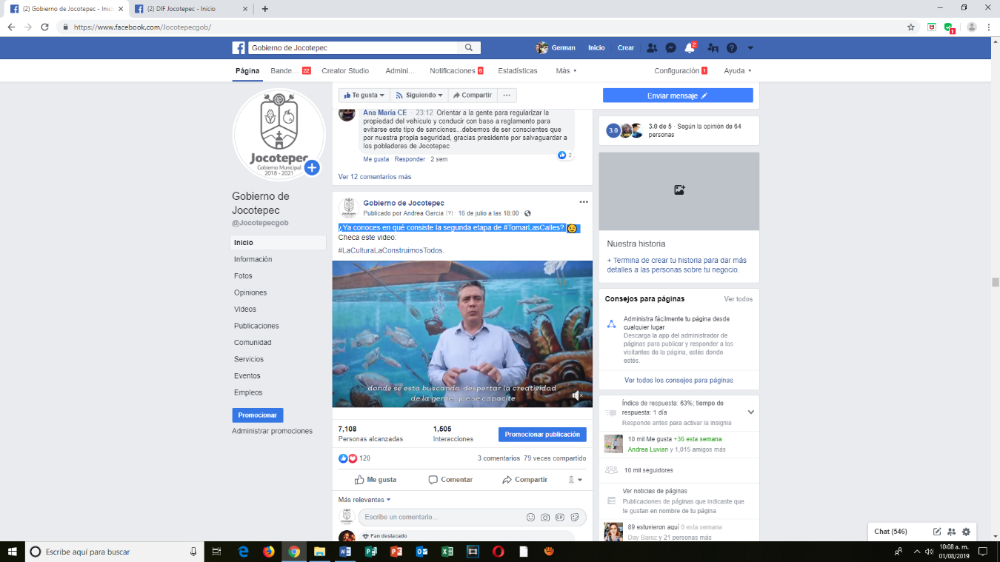 (2) Gobierno de Jocotepec - Inic
(2) DIF Jocotepec - Inicio
https://www.facebook.com/Jocotepecgob/
1
Gobierno de Jocotepec
German
Inicio
Crear
2
Página
Bande... 22
Creator Studio
Admini...
Notificaciones 6
Estadísticas
Más
Configuración 1
Ayuda
Jocotepec
Gobierno Municipal
2018 - 2021
Gobierno de
Jocotepec
@Jocotepecgob
Inicio
Información
Fotos
Opiniones
Videos
Publicaciones
Comunidad
Servicios
Eventos
Empleos
Promocionar
Administrar promociones
Te gusta
Siguiendo
Compartir
Ana María CE · 23:12 Orientar a la gente para regularizar la
propiedad del vehículo y conducir con base a reglamento para
evitarse este tipo de sanciones...debemos de ser conscientes que
por nuestra propia seguridad, gracias presidente por salvaguardar a
los pobladores de Jocotepec
2
Me gusta · Responder · 2 sem
Ver 12 comentarios más
Gobierno de Jocotepec
Publicado por Andrea Garcia [?] · 16 de julio a las 18:00 ·
¿Ya conoces en qué consiste la segunda etapa de #TomarLasCalles?
Checa este video:
#LaCulturaLaConstruimosTodos.
donde se está buscando, despertar la creatividad
de la gente, que se capacite
7,108
Personas alcanzadas
1,505
Interacciones
Promocionar publicación
120
3 comentarios 79 veces compartido
Me gusta
Comentar
Compartir
Más relevantes
Escribe un comentario...
GIF
Fan destacado
Enviar mensaje
3.0
3.0 de 5 · Según la opinión de 64
personas
Nuestra historia
+ Termina de crear tu historia para dar más
detalles a las personas sobre tu negocio.
Consejos para páginas
Ver todos
Administra fácilmente tu página desde
cualquier lugar
Descarga la app del administrador de
páginas para publicar y responder a los
visitantes de la página, estés donde
estés.
Ver todos los consejos para páginas
Índice de respuesta: 63%; tiempo de
respuesta: 1 día
Responde antes para activar la insignia
10 mil Me gusta +36 esta semana
Andrea Luvian y 1,015 amigos más
10 mil seguidores
Ver noticias de páginas
Publicaciones de páginas que indicaste que
te gustan en nombre de tu página
89 estuvieron aquí 0 esta semana
Day Barez y 21 personas más
Chat (546)
Escribe aquí para buscar
10:08 a. m.
01/08/2019